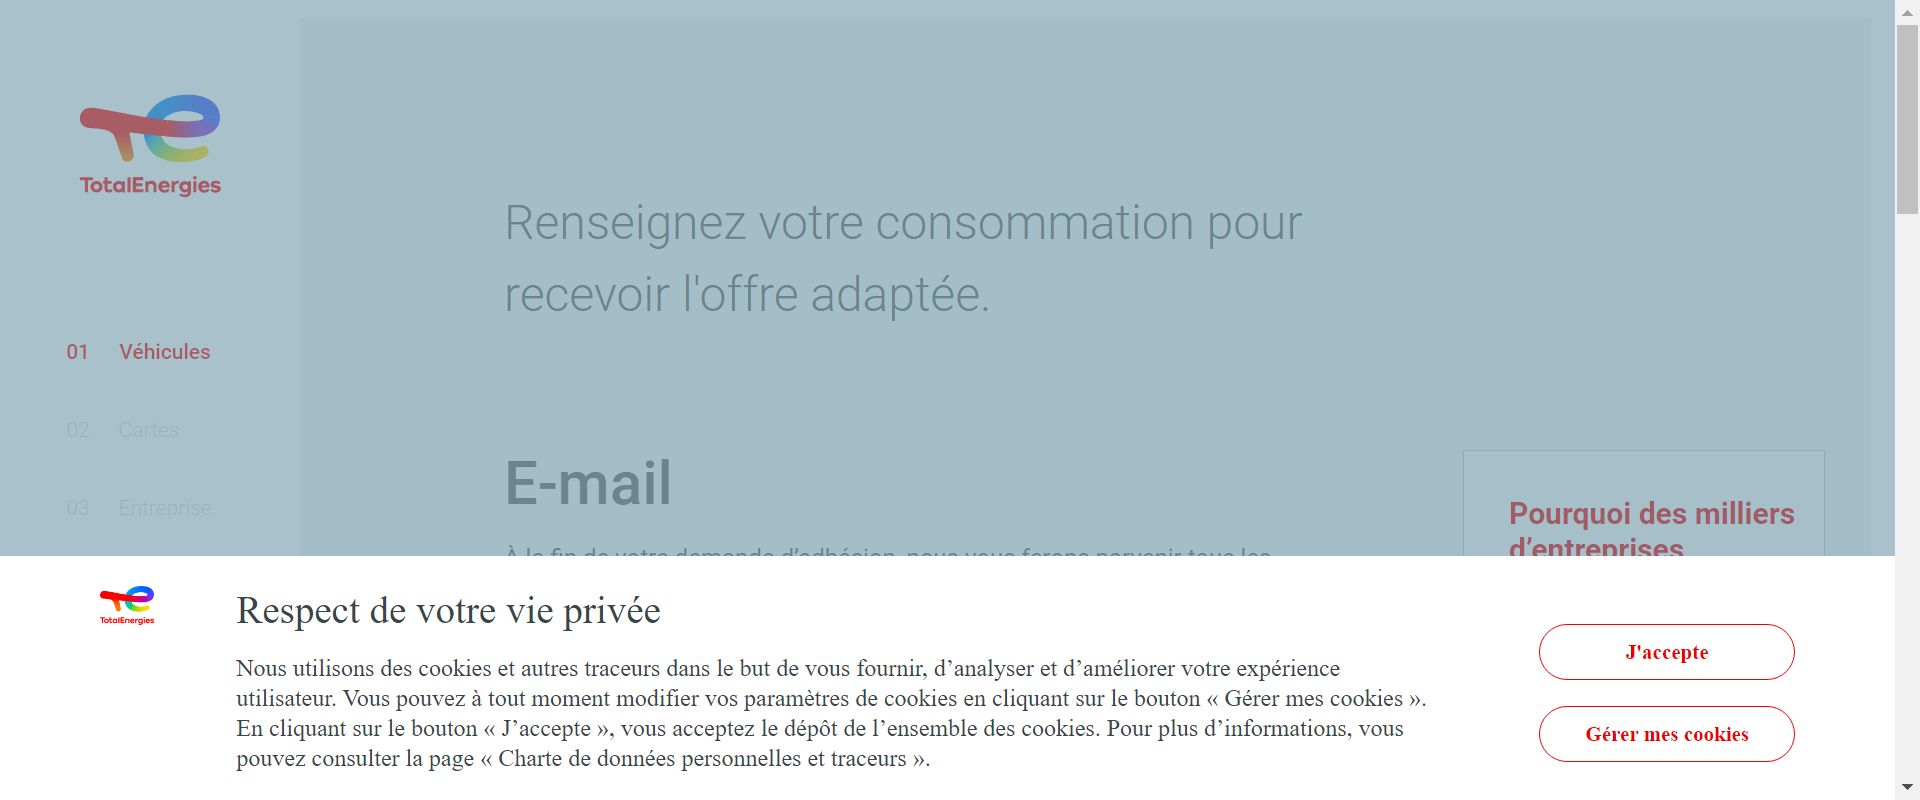 TotalEnergies
Renseignez votre consommation pour
recevoir l'offre adaptée.
01 Véhicules
02 Cartes
03 Entreprise
E-mail
À la fin de votre demande d’adhésion, nous vous ferons parvenir tous les
Pourquoi des milliers
d’entreprises
TotalEnergies
Respect de votre vie privée
Nous utilisons des cookies et autres traceurs dans le but de vous fournir, d’analyser et d’améliorer votre expérience
utilisateur. Vous pouvez à tout moment modifier vos paramètres de cookies en cliquant sur le bouton « Gérer mes cookies ».
En cliquant sur le bouton « J’accepte », vous acceptez le dépôt de l’ensemble des cookies. Pour plus d’informations, vous
pouvez consulter la page « Charte de données personnelles et traceurs ».
J'accepte
Gérer mes cookies